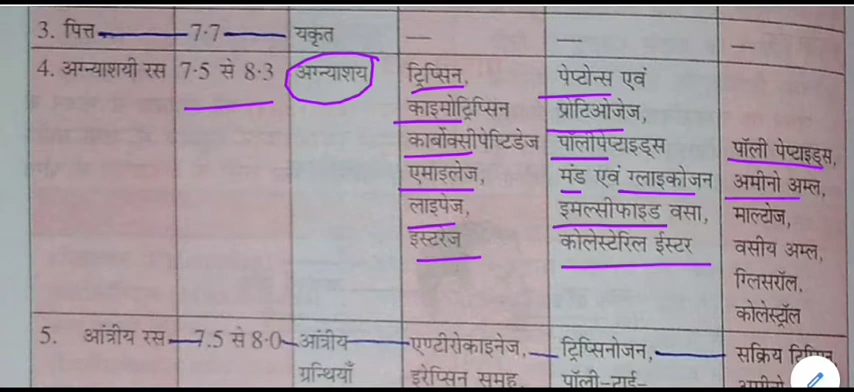 3. पित्त 7·7 यकृत — — —
4. अग्न्याशयी रस 7·5 से 8·3 अग्न्याशय ट्रिप्सिन, पेप्टोन्स एवं
काइमोट्रिप्सिन प्रोटिओजेज,
कार्बोक्सीपेप्टिडेज पॉलीपेप्टाइड्स पॉली पेप्टाइड्स,
एमाइलेज, मंड एवं ग्लाइकोजन अमीनो अम्ल,
लाइपेज, इमल्सीफाइड वसा, माल्टोज,
इस्टरेज कोलेस्टेरिल ईस्टर वसीय अम्ल,
ग्लिसरॉल,
कोलेस्ट्रॉल
5. आंत्रीय रस 7.5 से 8·0 आंत्रीय एण्टीरोकाइनेज, ट्रिप्सिनोजन, सक्रिय
ग्रन्थियाँ इरेप्सिन समूह, पॉली-ट्राई-